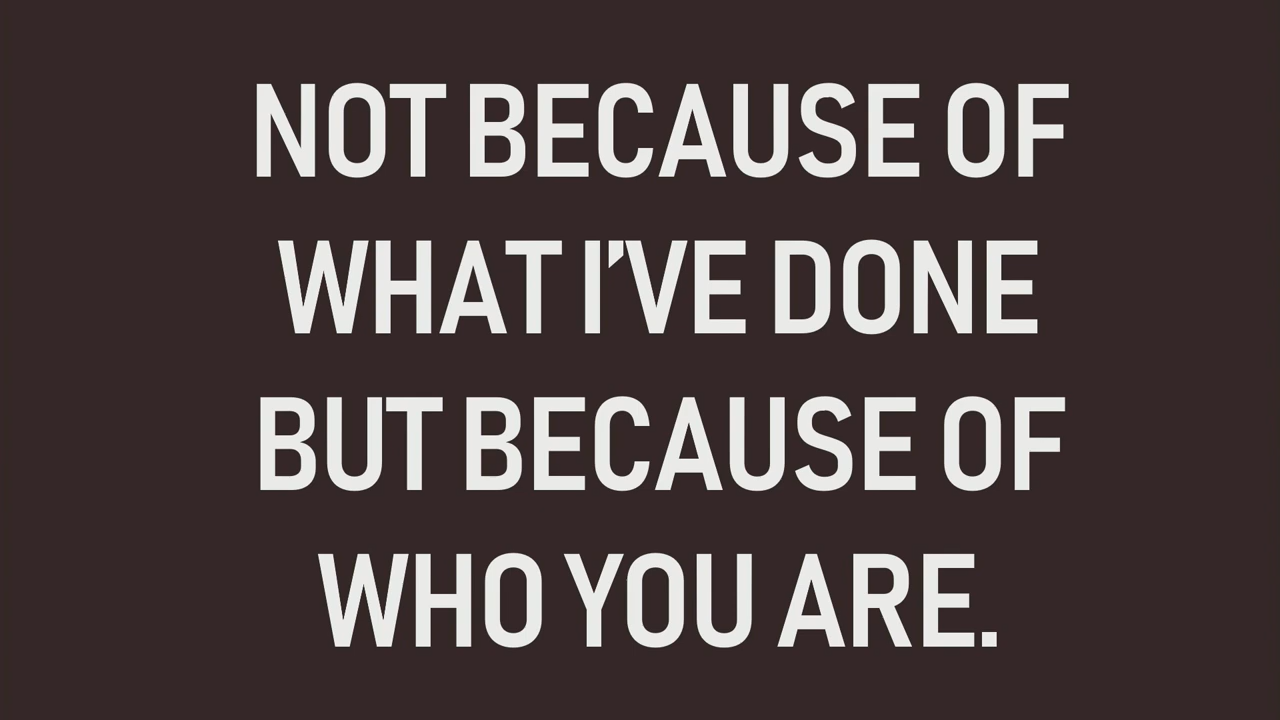 NOT BECAUSE OF
WHAT I’VE DONE
BUT BECAUSE OF
WHO YOU ARE.